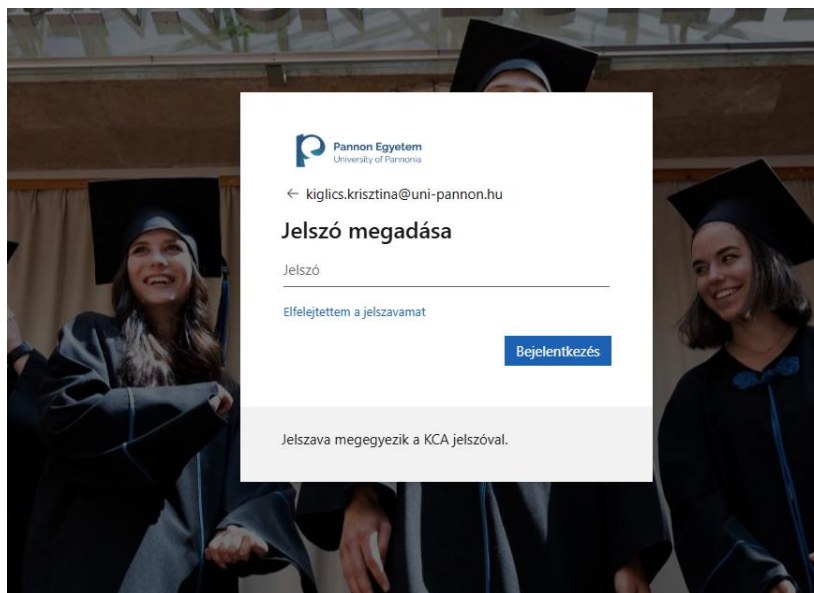 Pannon Egyetem
University of Pannonia
← kiglics.krisztina@uni-pannon.hu
Jelszó megadása
Jelszó
Elfelejtettem a jelszavamat
Bejelentkezés
Jelszava megegyezik a KCA jelszóval.